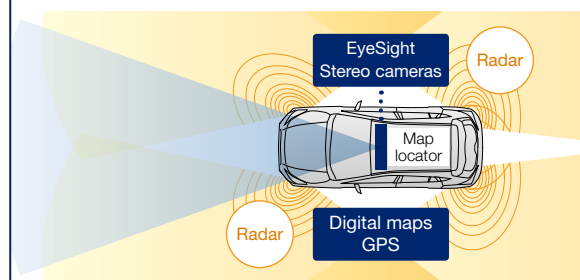 EyeSight
Stereo cameras
Radar
Map
locator
Radar
Digital maps
GPS